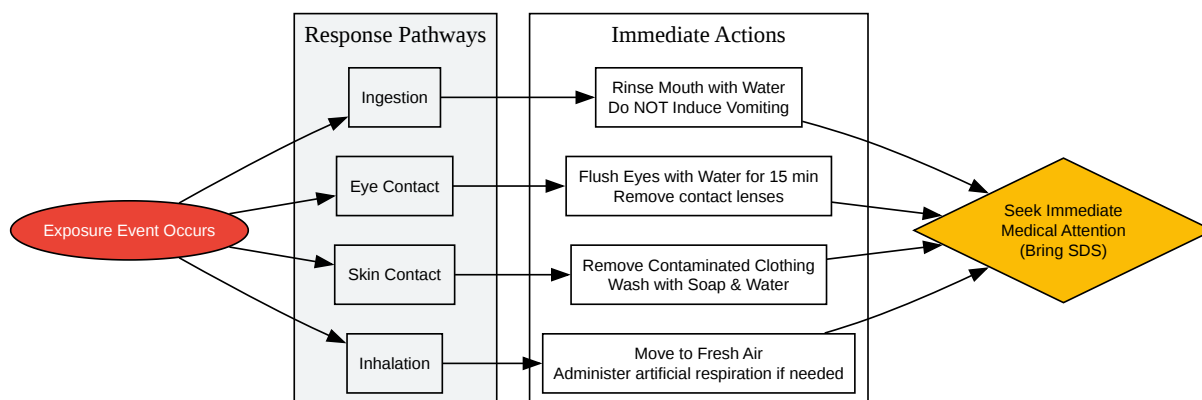 Response Pathways
Immediate Actions
Exposure Event Occurs
Ingestion
Rinse Mouth with Water
Do NOT Induce Vomiting
Eye Contact
Flush Eyes with Water for 15 min
Remove contact lenses
Skin Contact
Remove Contaminated Clothing
Wash with Soap & Water
Inhalation
Move to Fresh Air
Administer artificial respiration if needed
Seek Immediate
Medical Attention
(Bring SDS)